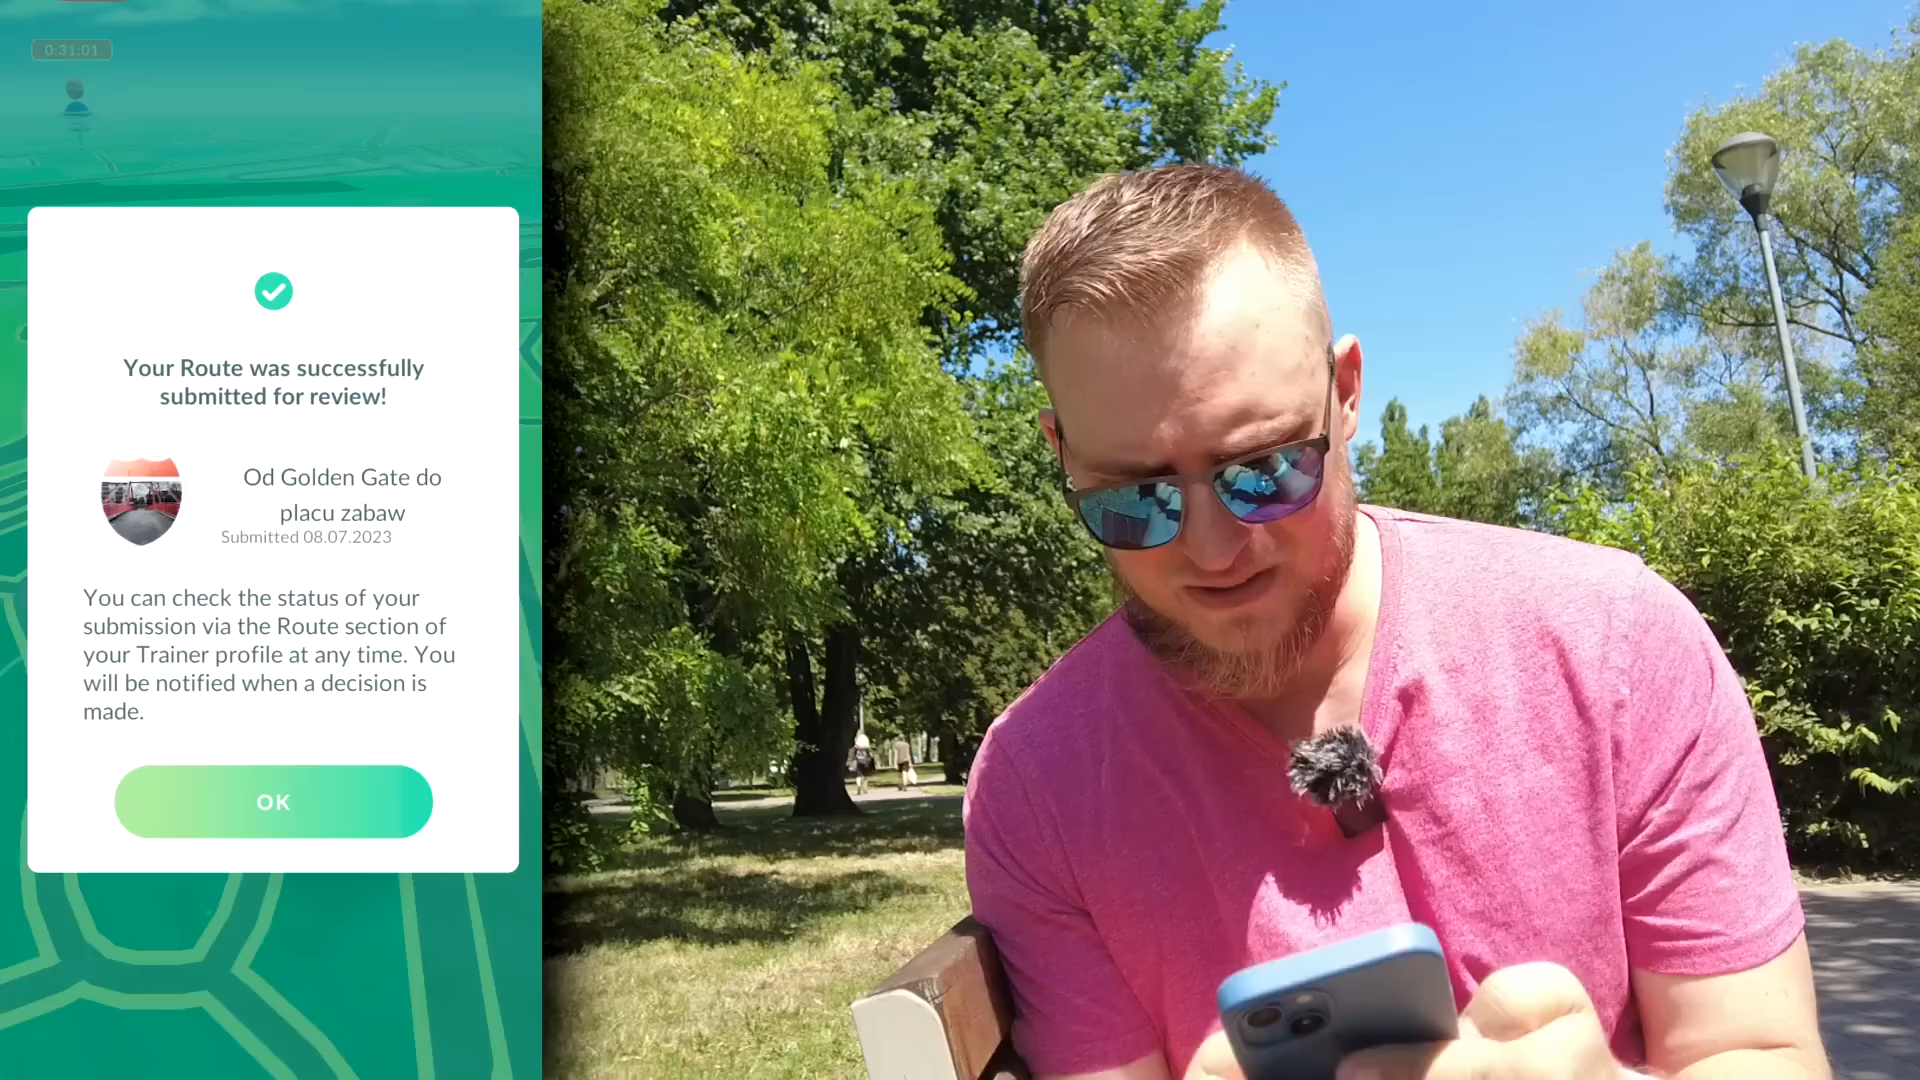 0:31:01
Your Route was successfully
submitted for review!
Od Golden Gate do
placu zabaw
Submitted 08.07.2023
You can check the status of your
submission via the Route section of
your Trainer profile at any time. You
will be notified when a decision is
made.
OK